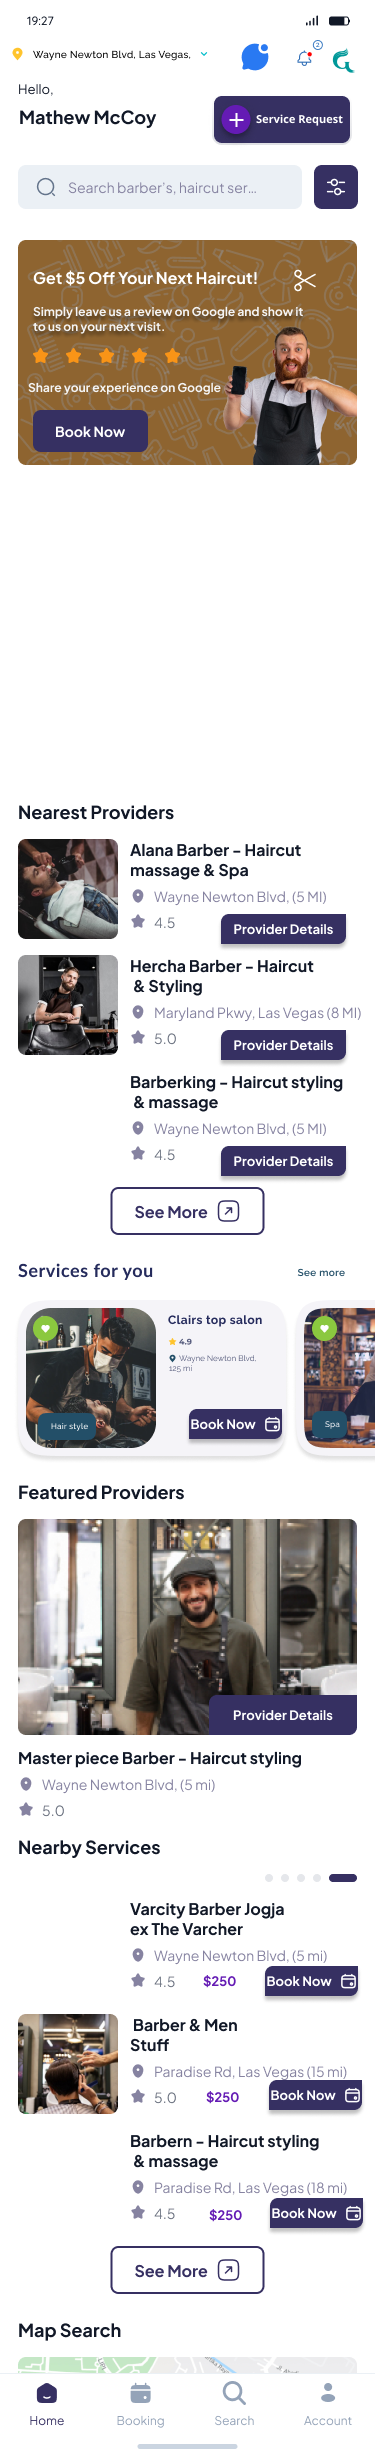 19:27
Wayne Newton Blvd, Las Vegas,
2
Hello,
Mathew McCoy
Service Request
Search barber's, haircut ser...
Get $5 Off Your Next Haircut!
Simply leave us a review on Google and show it
to us on your next visit.
Share your experience on Google
Book Now
Nearest Providers
Alana Barber - Haircut
massage & Spa
Wayne Newton Blvd, (5 MI)
4.5
Provider Details
Hercha Barber - Haircut
& Styling
Maryland Pkwy, Las Vegas (8 MI)
5.0
Provider Details
Barberking - Haircut styling
& massage
Wayne Newton Blvd, (5 MI)
4.5
Provider Details
See More
Services for you
See more
Clairs top salon
4.9
Wayne Newton Blvd,
125 mi
Hair style
Book Now
Spa
Featured Providers
Provider Details
Master piece Barber - Haircut styling
Wayne Newton Blvd, (5 mi)
5.0
Nearby Services
Varcity Barber Jogja
ex The Varcher
Wayne Newton Blvd, (5 mi)
4.5
$250
Book Now
Barber & Men
Stuff
Paradise Rd, Las Vegas (15 mi)
5.0
$250
Book Now
Barbern - Haircut styling
& massage
Paradise Rd, Las Vegas (18 mi)
4.5
$250
Book Now
See More
Map Search
Home
Booking
Search
Account